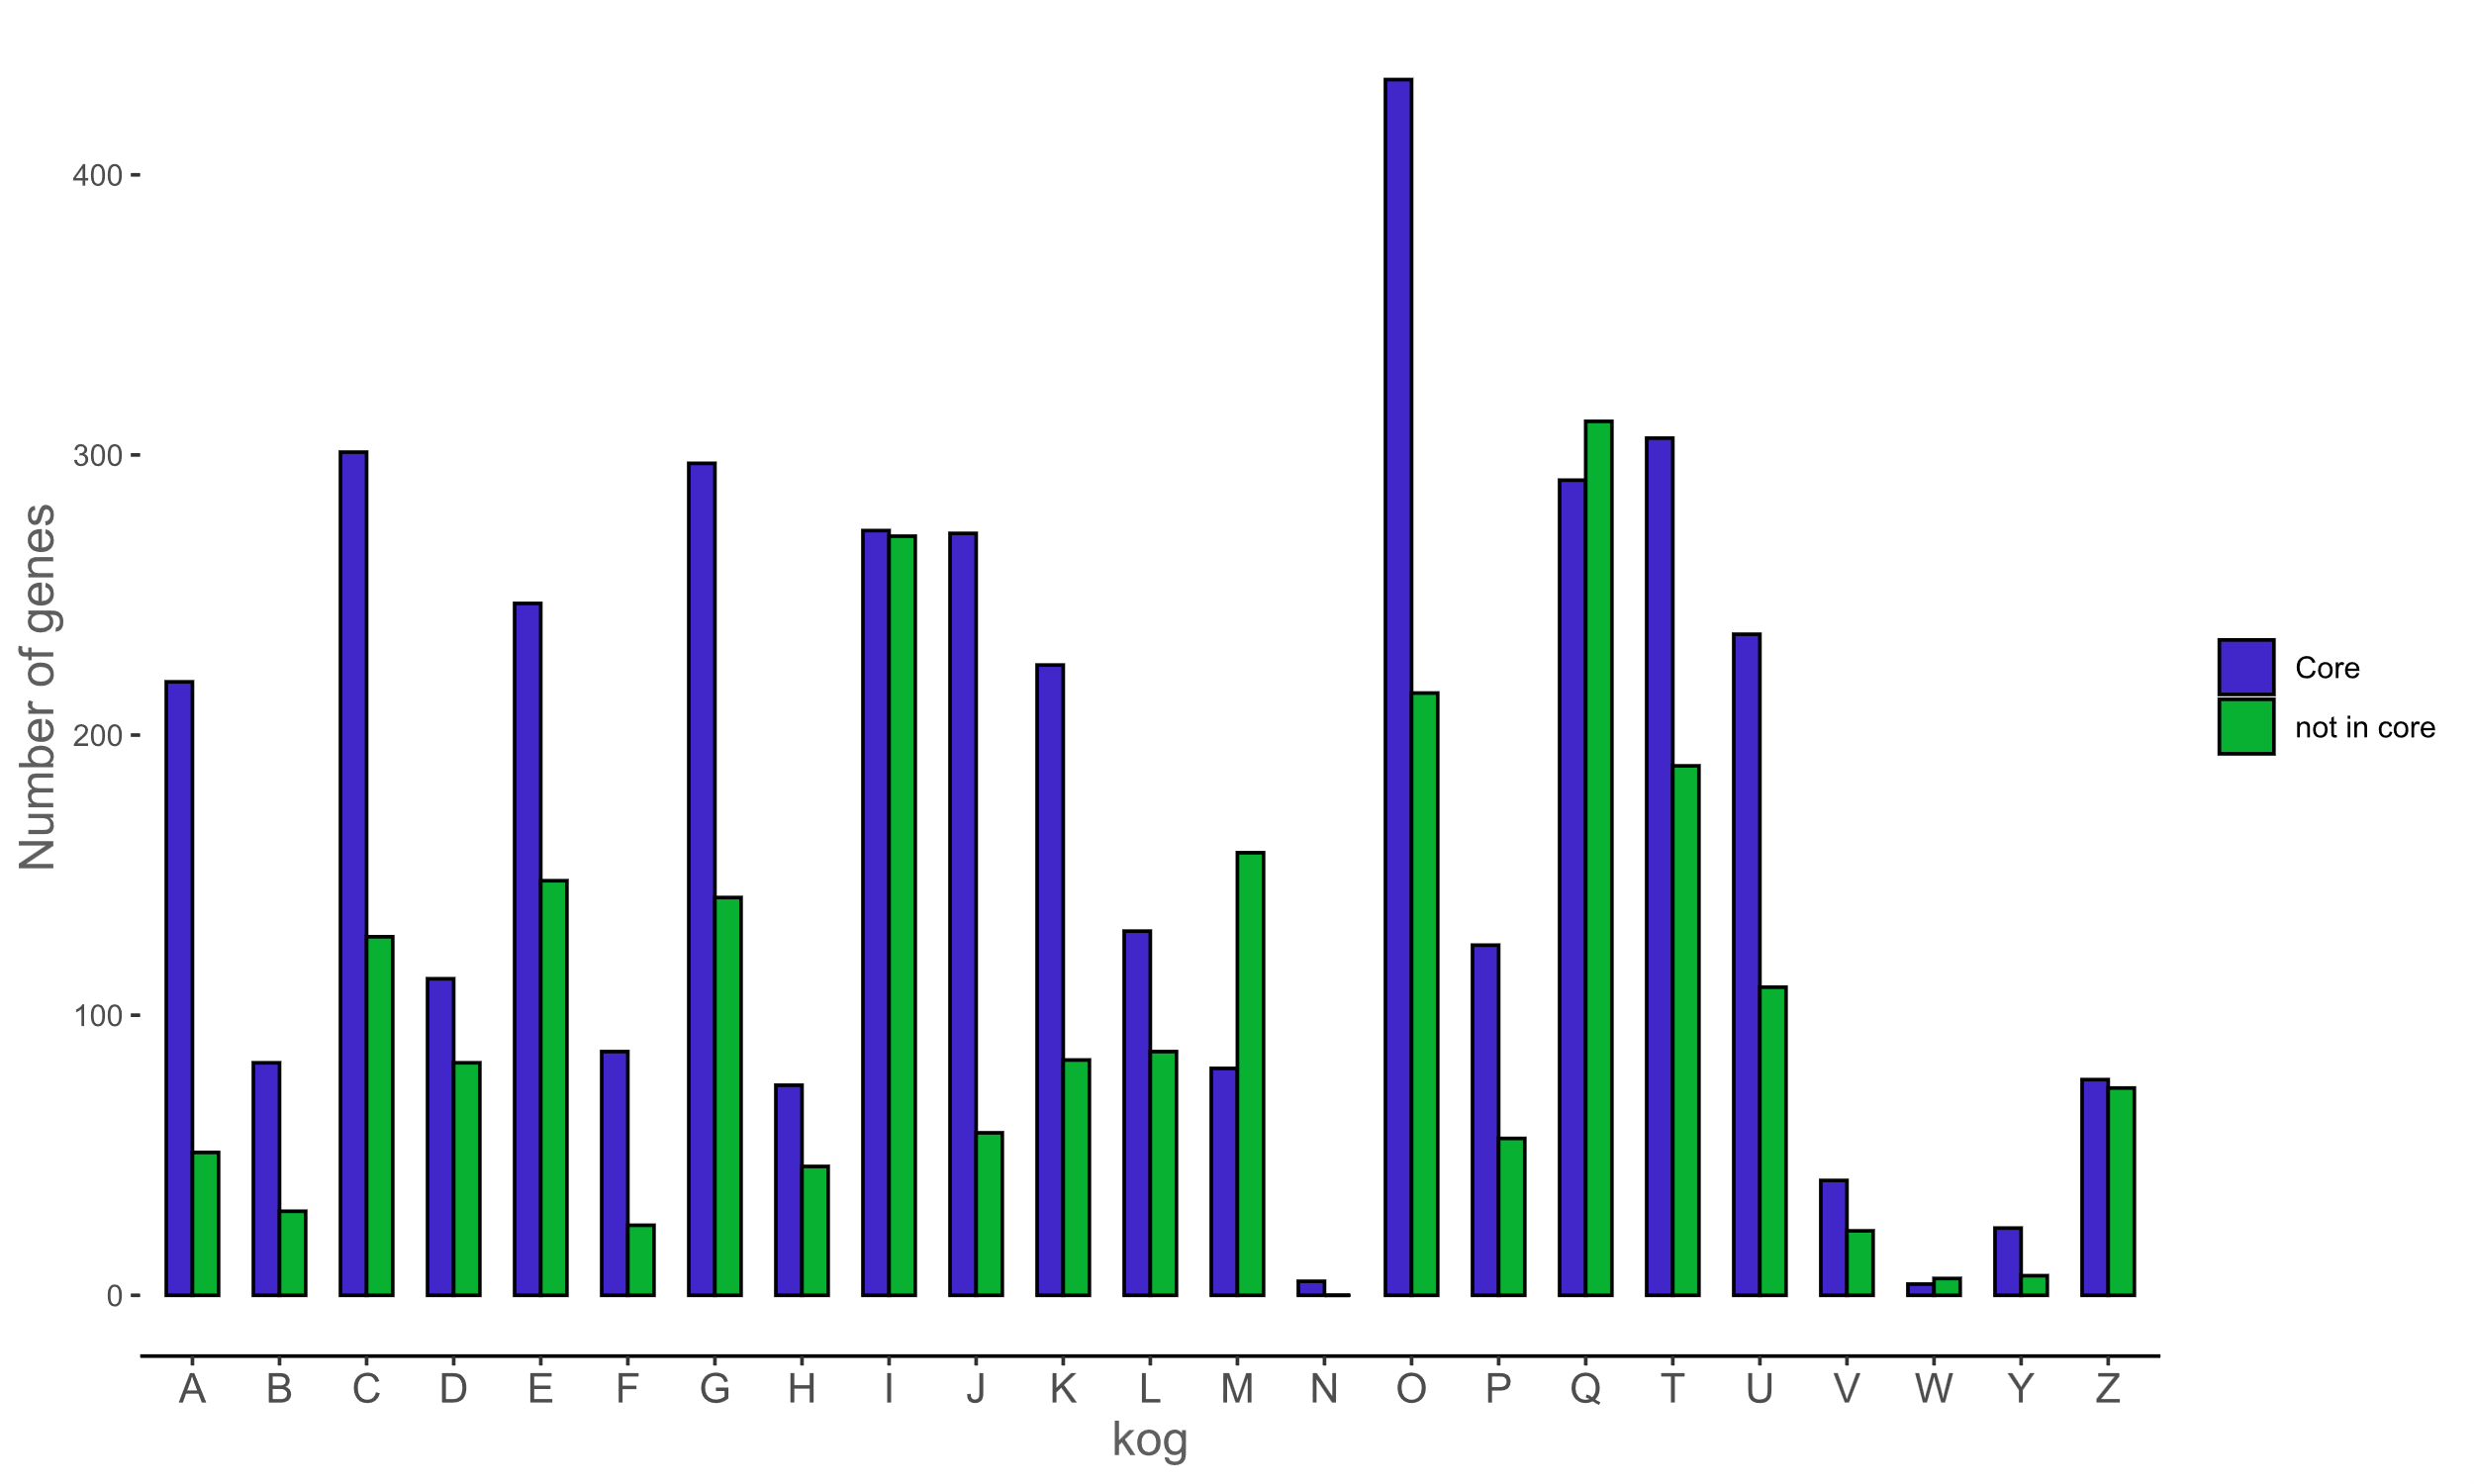 Number of genes
400
300
200
100
0
A B C D E F G H I J K L M N O P Q T U V W Y Z
kog
Core
not in core